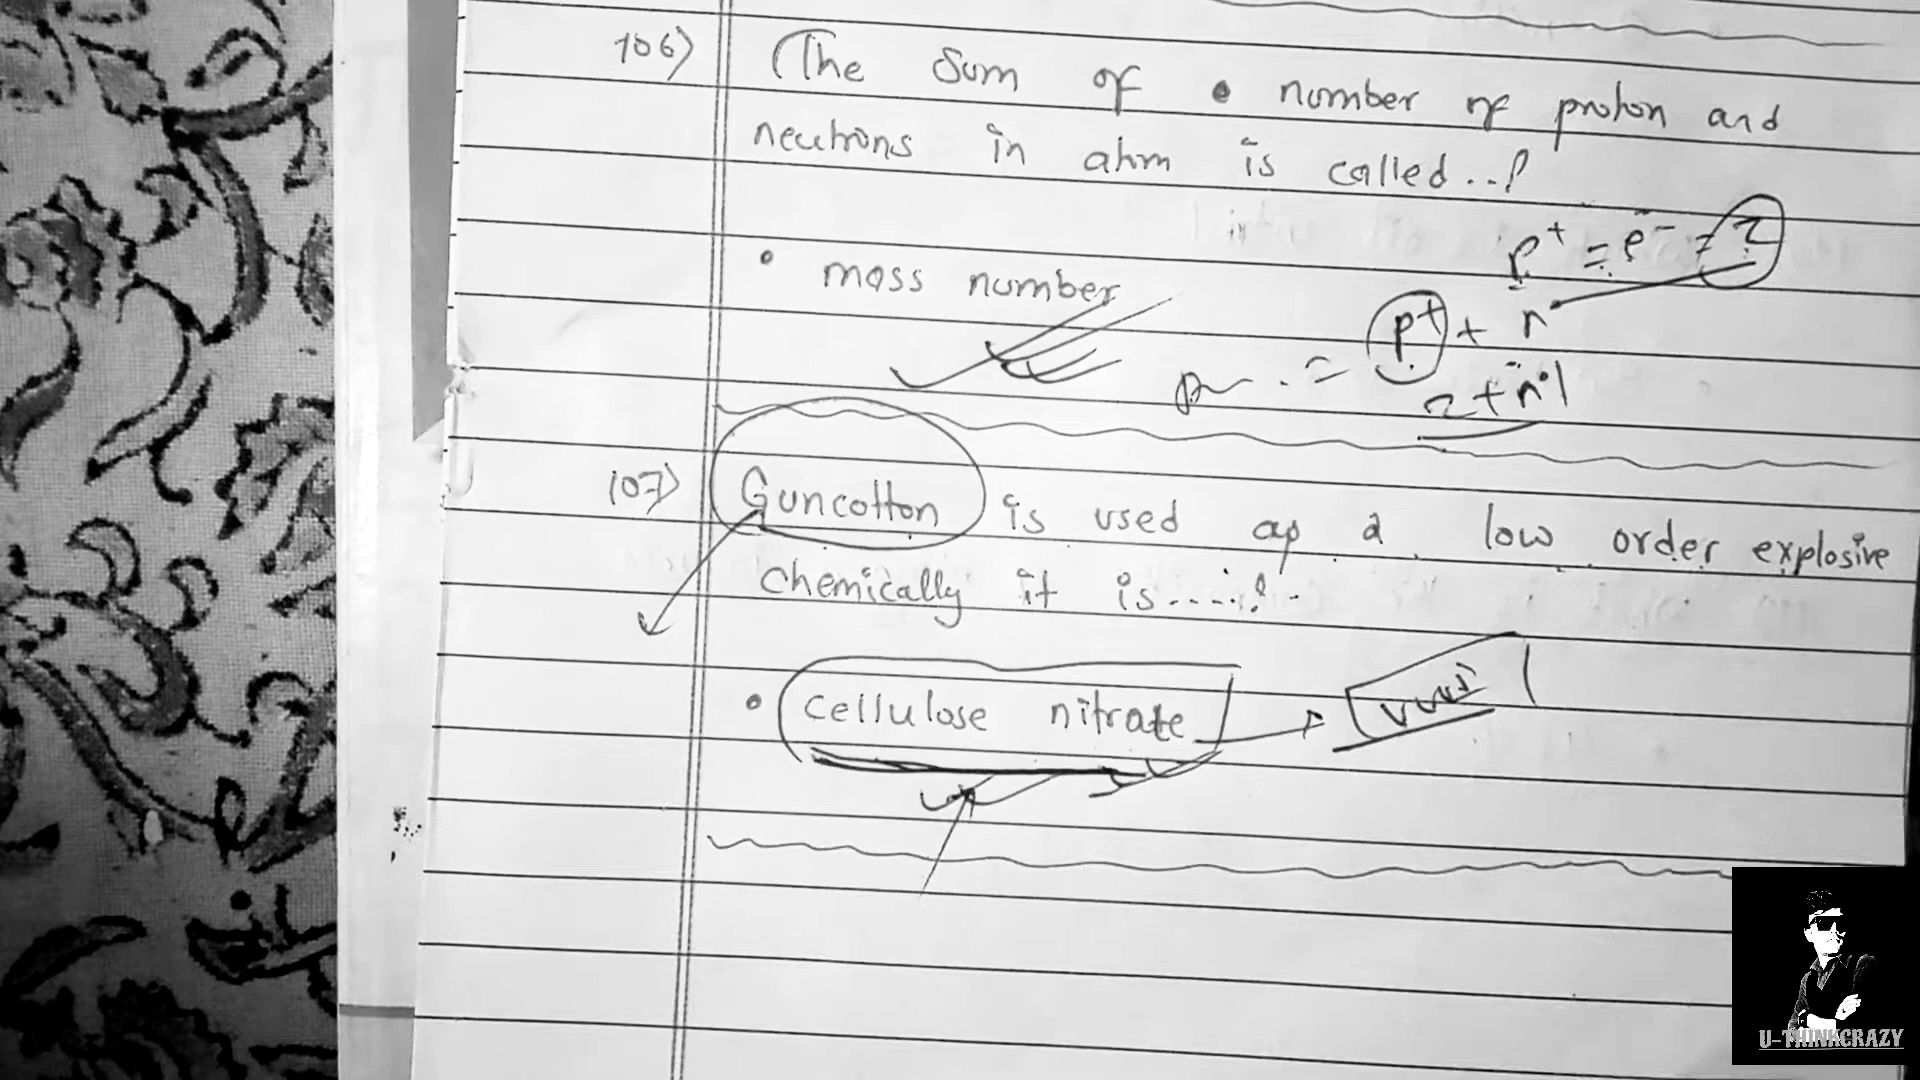 106) The Sum of number of proton and
neutrons in atom is called..?
• mass number
p+ = e- = z
p+ + n
z + n
107) Guncotton is used as a low order explosive
chemically it is.....?
• cellulose nitrate
U-THINKCRAZY